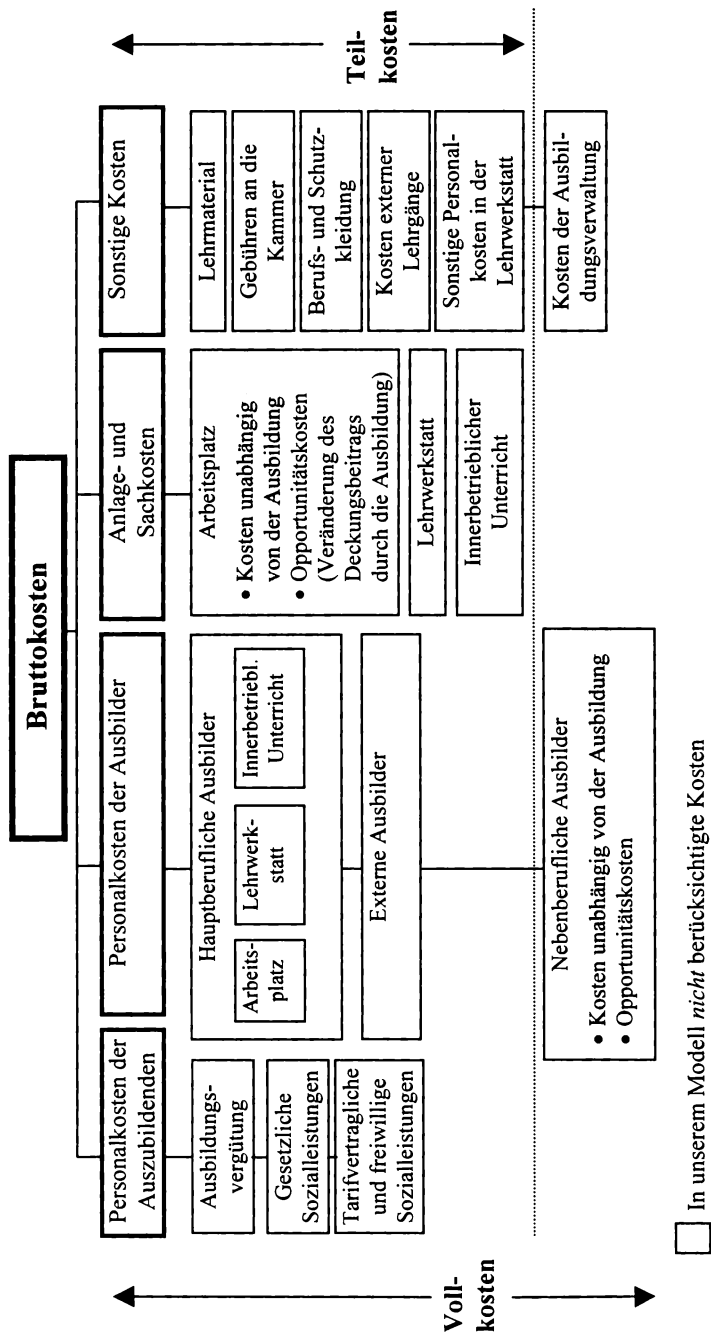 Bruttokosten
Personalkosten der
Auszubildenden
Personalkosten der Ausbilder
Anlage- und
Sachkosten
Sonstige Kosten
Ausbildungs-
vergütung
Gesetzliche
Sozialleistungen
Tarifvertragliche
und freiwillige
Sozialleistungen
Hauptberufliche Ausbilder
Arbeits-
platz
Lehrwerk-
statt
Innerbetriebl.
Unterricht
Externe Ausbilder
Arbeitsplatz
• Kosten unabhängig
von der Ausbildung
• Opportunitätskosten
(Veränderung des
Deckungsbeitrags
durch die Ausbildung)
Lehrwerkstatt
Innerbetrieblicher
Unterricht
Lehrmaterial
Gebühren an die
Kammer
Berufs- und Schutz-
kleidung
Kosten externer
Lehrgänge
Sonstige Personal-
kosten in der
Lehrwerkstatt
Nebenberufliche Ausbilder
• Kosten unabhängig von der Ausbildung
• Opportunitätskosten
Kosten der Ausbil-
dungsverwaltung
Voll-
kosten
Teil-
kosten
In unserem Modell nicht berücksichtigte Kosten